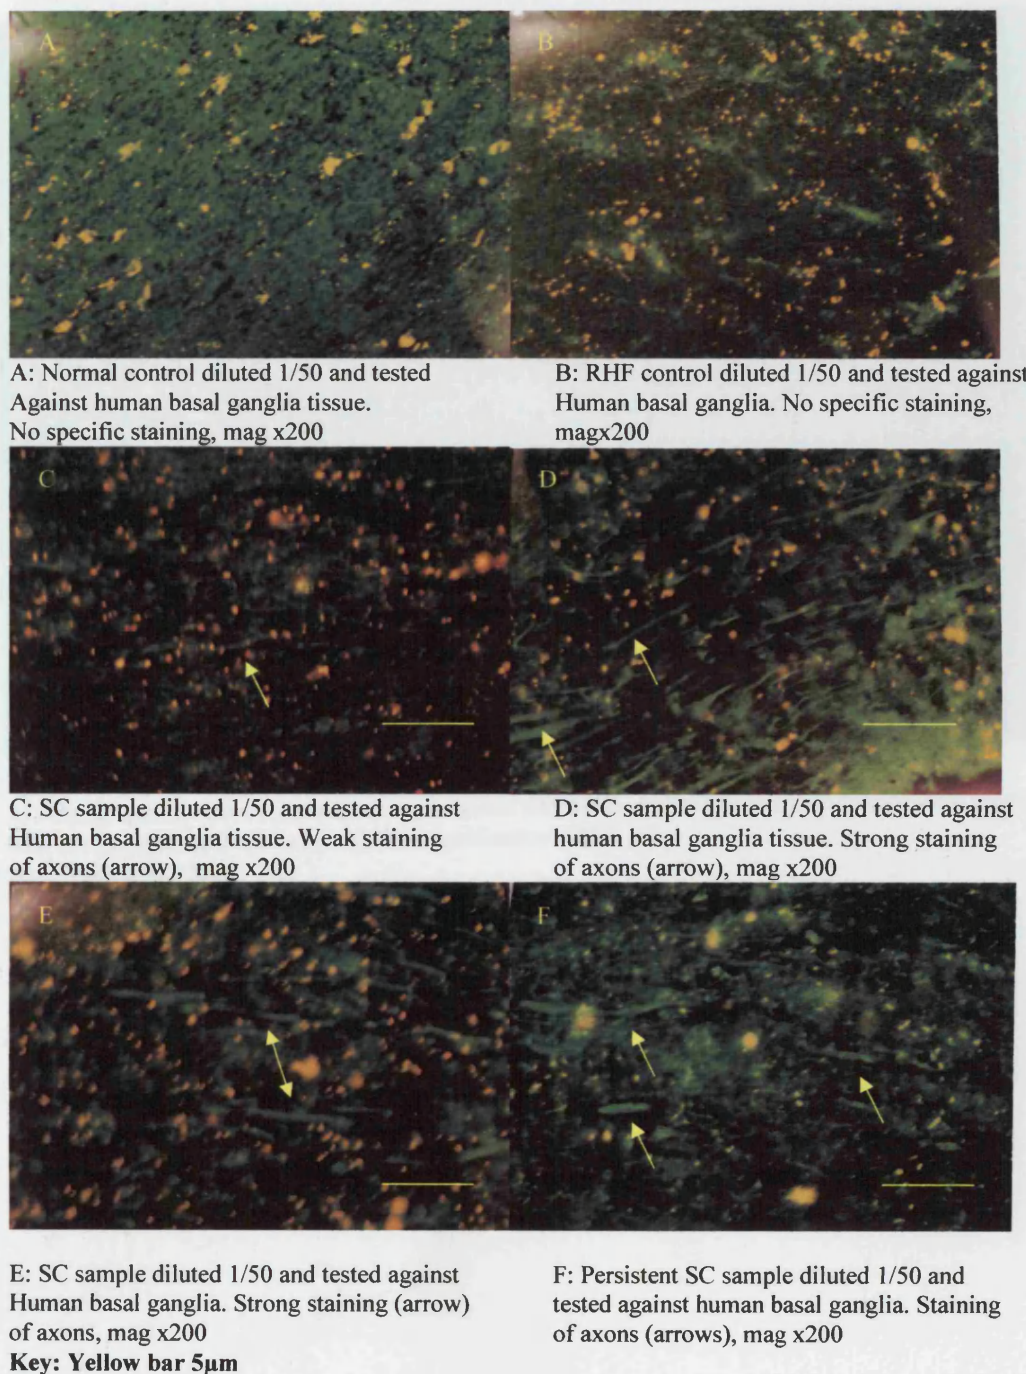 A
B
A: Normal control diluted 1/50 and tested
Against human basal ganglia tissue.
No specific staining, mag x200
B: RHF control diluted 1/50 and tested against
Human basal ganglia. No specific staining,
magx200
C
D
C: SC sample diluted 1/50 and tested against
Human basal ganglia tissue. Weak staining
of axons (arrow), mag x200
D: SC sample diluted 1/50 and tested against
human basal ganglia tissue. Strong staining
of axons (arrow), mag x200
E
F
E: SC sample diluted 1/50 and tested against
Human basal ganglia. Strong staining (arrow)
of axons, mag x200
F: Persistent SC sample diluted 1/50 and
tested against human basal ganglia. Staining
of axons (arrows), mag x200
Key: Yellow bar 5µm